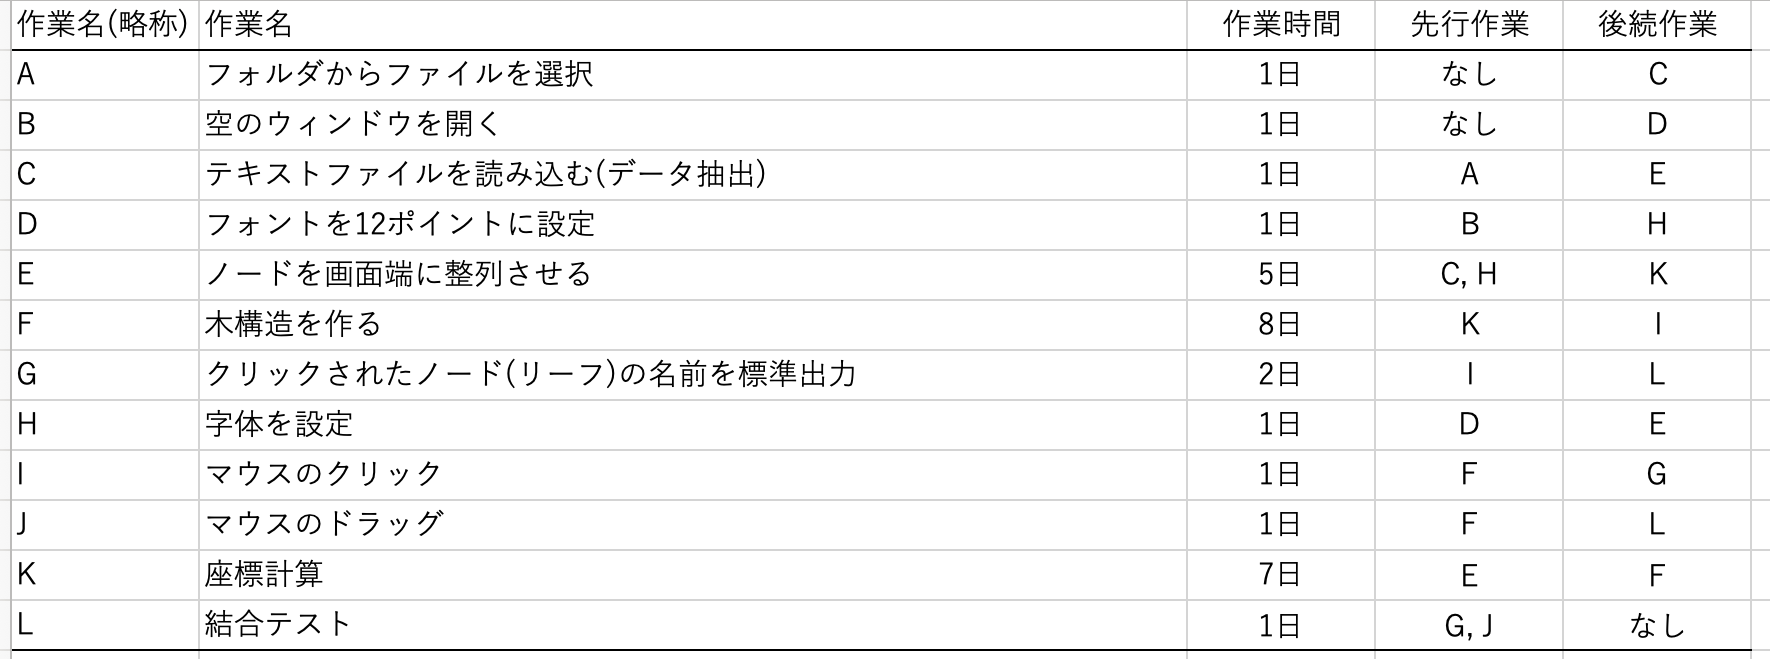 作業名(略称) 作業名 作業時間 先行作業 後続作業
A フォルダからファイルを選択 1日 なし C
B 空のウィンドウを開く 1日 なし D
C テキストファイルを読み込む(データ抽出) 1日 A E
D フォントを12ポイントに設定 1日 B H
E ノードを画面端に整列させる 5日 C, H K
F 木構造を作る 8日 K I
G クリックされたノード(リーフ)の名前を標準出力 2日 I L
H 字体を設定 1日 D E
I マウスのクリック 1日 F G
J マウスのドラッグ 1日 F L
K 座標計算 7日 E F
L 結合テスト 1日 G, J なし